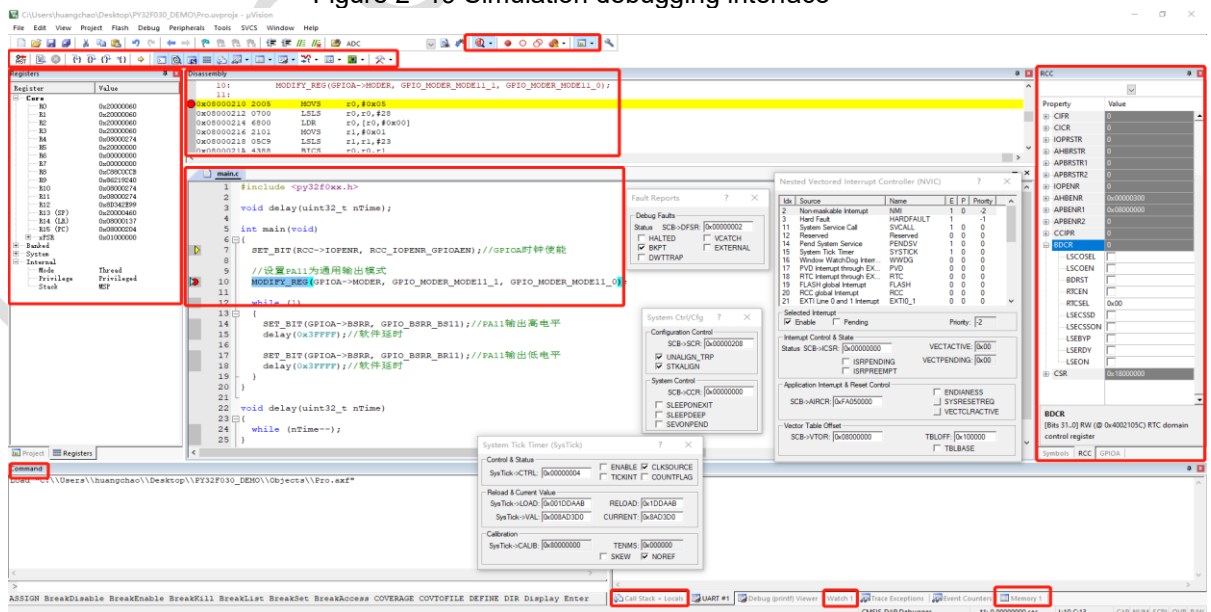 Figure 2- 10 Simulation debugging interface
C:\Users\huangchao\Desktop\PY32F030_DEMO\Pro.uvprojx - µVision
File Edit View Project Flash Debug Peripherals Tools SVCS Window Help
ADC
Registers
Register Value
Core
R0 0x20000060
R1 0x20000060
R2 0x20000060
R3 0x20000060
R4 0x08000274
R5 0x20000000
R6 0x00000000
R7 0x00000000
R8
R9
R10 0x08000274
R11 0x08000274
R12
R13 (SP) 0x20000460
R14 (LR) 0x08000137
R15 (PC) 0x08000204
xPSR 0x01000000
Banked
System
Internal
Mode Thread
Privilege Privileged
Stack MSP
Project Registers
Disassembly
10: MODIFY_REG(GPIOA->MODER, GPIO_MODER_MODE11_1, GPIO_MODER_MODE11_0);
11:
0x08000210 2005 MOVS r0,#0x05
0x08000212 0700 LSLS r0,r0,#28
0x08000214 6800 LDR r0,[r0,#0x00]
0x08000216 2101 MOVS r1,#0x01
0x08000218 05C9 LSLS r1,r1,#23
0x0800021A 4388 BICS r0,r0,r1
main.c
1 #include <py32f0xx.h>
2
3 void delay(uint32_t nTime);
4
5 int main(void)
6 {
7 SET_BIT(RCC->IOPENR, RCC_IOPENR_GPIOAEN);//GPIOA时钟使能
8
9 //设置PA11为通用输出模式
10 MODIFY_REG(GPIOA->MODER, GPIO_MODER_MODE11_1, GPIO_MODER_MODE11_0);
11
12 while (1)
13 {
14 SET_BIT(GPIOA->BSRR, GPIO_BSRR_BS11);//PA11输出高电平
15 delay(0x3FFFF);//软件延时
16
17 SET_BIT(GPIOA->BSRR, GPIO_BSRR_BR11);//PA11输出低电平
18 delay(0x3FFFF);//软件延时
19 }
20 }
21
22 void delay(uint32_t nTime)
23 {
24 while (nTime--);
25 }
Fault Reports
Debug Faults
Status SCB->DFSR: 0x00000002
HALTED VCATCH
BKPT EXTERNAL
DWTTRAP
System Ctrl/Cfg
Configuration Control
SCB->SCR: 0x00000208
UNALIGN_TRP
STKALIGN
System Control
SCB->CCR: 0x00000000
SLEEPONEXIT
SLEEPDEEP
SEVONPEND
System Tick Timer (SysTick)
Control & Status
SysTick->CTRL: 0x00000004 ENABLE CLKSOURCE
TICKINT COUNTFLAG
Reload & Current Value
SysTick->LOAD: 0x001DDAAB RELOAD: 0x1DDAAB
SysTick->VAL: 0x008AD3D0 CURRENT: 0x8AD3D0
Calibration
SysTick->CALIB: 0x80000000 TENMS: 0x000000
SKEW NOREF
Nested Vectored Interrupt Controller (NVIC)
Idx Source Name E P Priority
2 Non-maskable Interrupt NMI 1 0 -2
3 Hard Fault HARDFAULT 1 -1
11 System Service Call SVCALL 1 0 0
12 Reserved Reserved 0 0 0
14 Pend System Service PENDSV 1 0 0
15 System Tick Timer SYSTICK 1 0 0
16 Window WatchDog Inter... WWDG 0 0 0
17 PVD Interrupt through EX... PVD 0 0 0
18 RTC Interrupt through EX... RTC 0 0 0
19 FLASH global Interrupt FLASH 0 0 0
20 RCC global Interrupt RCC 0 0 0
21 EXTI Line 0 and 1 Interrupt EXTI0_1 0 0 0
Selected Interrupt
Enable Pending Priority: -2
Interrupt Control & State
Status SCB->ICSR: 0x00000000 VECTACTIVE: 0x00
ISRPENDING VECTPENDING: 0x00
ISRPREEMPT
Application Interrupt & Reset Control
SCB->AIRCR: 0xFA050000 ENDIANESS
SYSRESETREQ
VECTCLRACTIVE
Vector Table Offset
SCB->VTOR: 0x08000000 TBLOFF: 0x100000
TBLBASE
RCC
Property Value
CIFR 0
CICR 0
IOPRSTR 0
AHBRSTR 0
APBRSTR1 0
APBRSTR2 0
IOPENR 0
AHBENR 0x00000300
APBENR1 0x08000000
APBENR2 0
CCIPR 0
BDCR 0
LSCOSEL
LSCOEN
BDRST
RTCEN
RTCSEL 0x00
LSECSSD
LSECSSON
LSEBYP
LSERDY
LSEON
CSR 0x18000000
BDCR
[Bits 31..0] RW (@ 0x4002105C) RTC domain
control register
Symbols RCC GPIOA
Command
Load "C:\\Users\\huangchao\\Desktop\\PY32F030_DEMO\\Objects\\Pro.axf"
>
ASSIGN BreakDisable BreakEnable BreakKill BreakList BreakSet BreakAccess COVERAGE COVTOFILE DEFINE DIR Display Enter
Call Stack + Locals UART #1 Debug (printf) Viewer Watch 1 Trace Exceptions Event Counters Memory 1